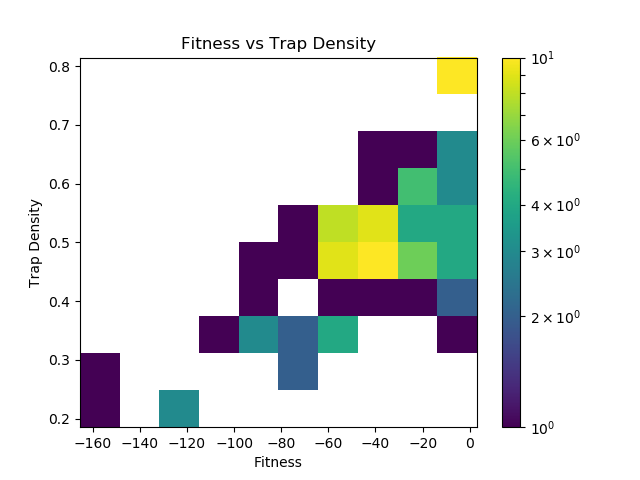 Fitness vs Trap Density
Trap Density
0.8
0.7
0.6
0.5
0.4
0.3
0.2
−160 −140 −120 −100 −80 −60 −40 −20 0
Fitness
10¹
6 × 10⁰
4 × 10⁰
3 × 10⁰
2 × 10⁰
10⁰